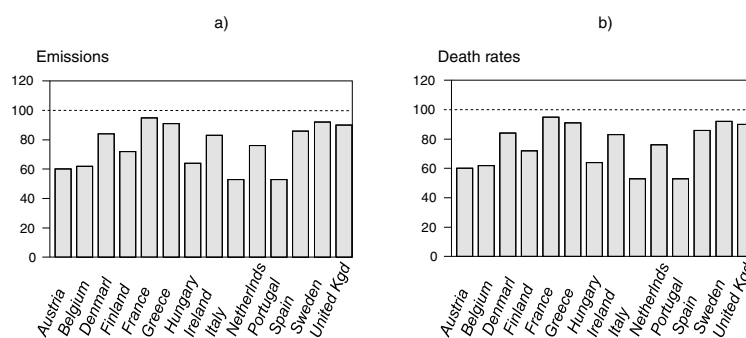 a)
Emissions
120
100
80
60
40
20
0
Austria
Belgium
Denmarl
Finland
France
Greece
Hungary
Ireland
Italy
Netherlnds
Portugal
Spain
Sweden
United Kgd
b)
Death rates
120
100
80
60
40
20
0
Austria
Belgium
Denmarl
Finland
France
Greece
Hungary
Ireland
Italy
Netherlnds
Portugal
Spain
Sweden
United Kgd